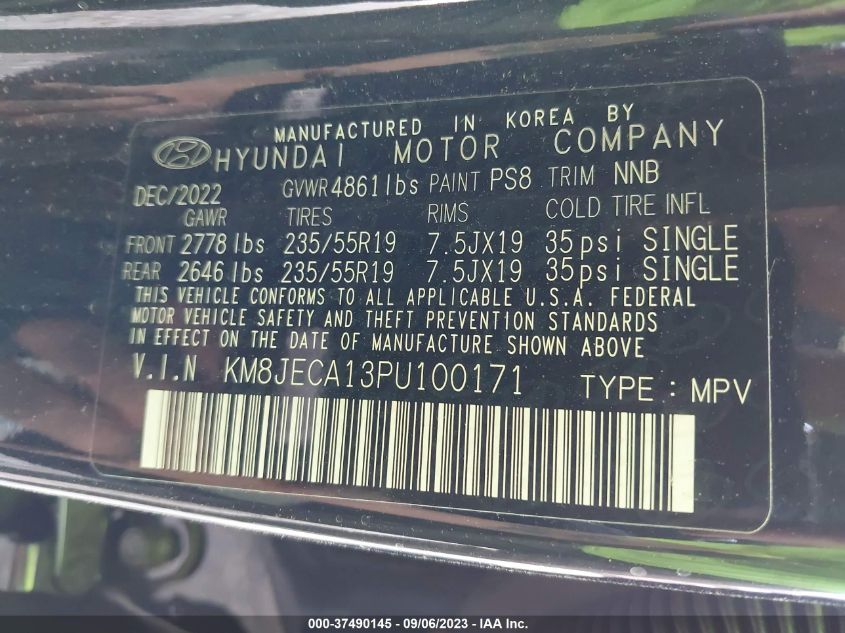 MANUFACTURED IN KOREA BY
HYUNDAI MOTOR COMPANY
DEC/2022 GVWR 4861lbs PAINT PS8 TRIM NNB
GAWR TIRES RIMS COLD TIRE INFL
FRONT 2778 lbs 235/55R19 7.5JX19 35psi SINGLE
REAR 2646 lbs 235/55R19 7.5JX19 35psi SINGLE
THIS VEHICLE CONFORMS TO ALL APPLICABLE U.S.A. FEDERAL
MOTOR VEHICLE SAFETY AND THEFT PREVENTION STANDARDS
IN EFFECT ON THE DATE OF MANUFACTURE SHOWN ABOVE
V.I.N KM8JECA13PU100171 TYPE : MPV
000-37490145 - 09/06/2023 - IAA Inc.